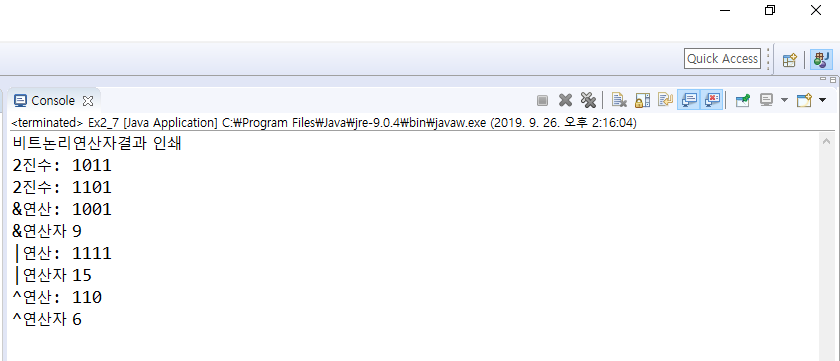 Quick Access
Console
<terminated> Ex2_7 [Java Application] C:₩Program Files₩Java₩jre-9.0.4₩bin₩javaw.exe (2019. 9. 26. 오후 2:16:04)
비트논리연산자결과 인쇄
2진수: 1011
2진수: 1101
&연산: 1001
&연산자 9
|연산: 1111
|연산자 15
^연산: 110
^연산자 6